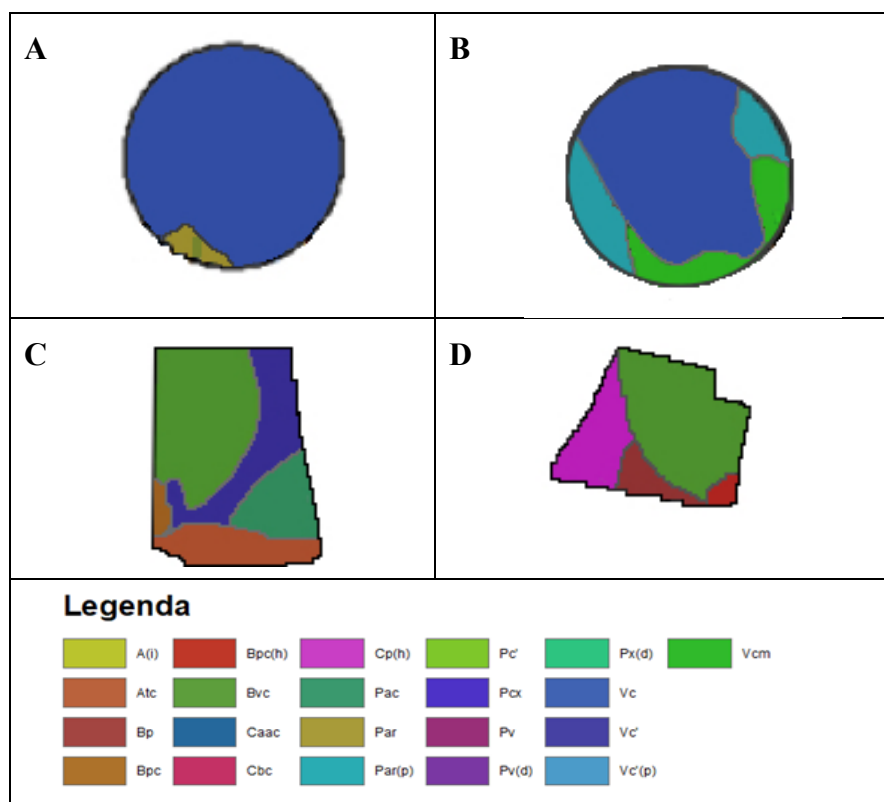 A
B
C
D
Legenda
A(i) Bpc(h) Cp(h) Pc' Px(d) Vcm
Atc Bvc Pac Pcx Vc
Bp Caac Par Pv Vc'
Bpc Cbc Par(p) Pv(d) Vc'(p)